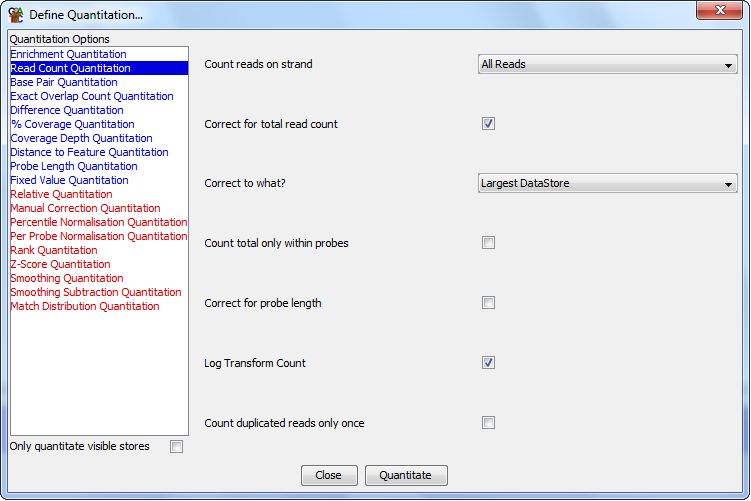 Define Quantitation...
Quantitation Options
Enrichment Quantitation
Read Count Quantitation
Base Pair Quantitation
Exact Overlap Count Quantitation
Difference Quantitation
% Coverage Quantitation
Coverage Depth Quantitation
Distance to Feature Quantitation
Probe Length Quantitation
Fixed Value Quantitation
Relative Quantitation
Manual Correction Quantitation
Percentile Normalisation Quantitation
Per Probe Normalisation Quantitation
Rank Quantitation
Z-Score Quantitation
Smoothing Quantitation
Smoothing Subtraction Quantitation
Match Distribution Quantitation
Only quantitate visible stores
Count reads on strand All Reads
Correct for total read count
Correct to what? Largest DataStore
Count total only within probes
Correct for probe length
Log Transform Count
Count duplicated reads only once
Close Quantitate